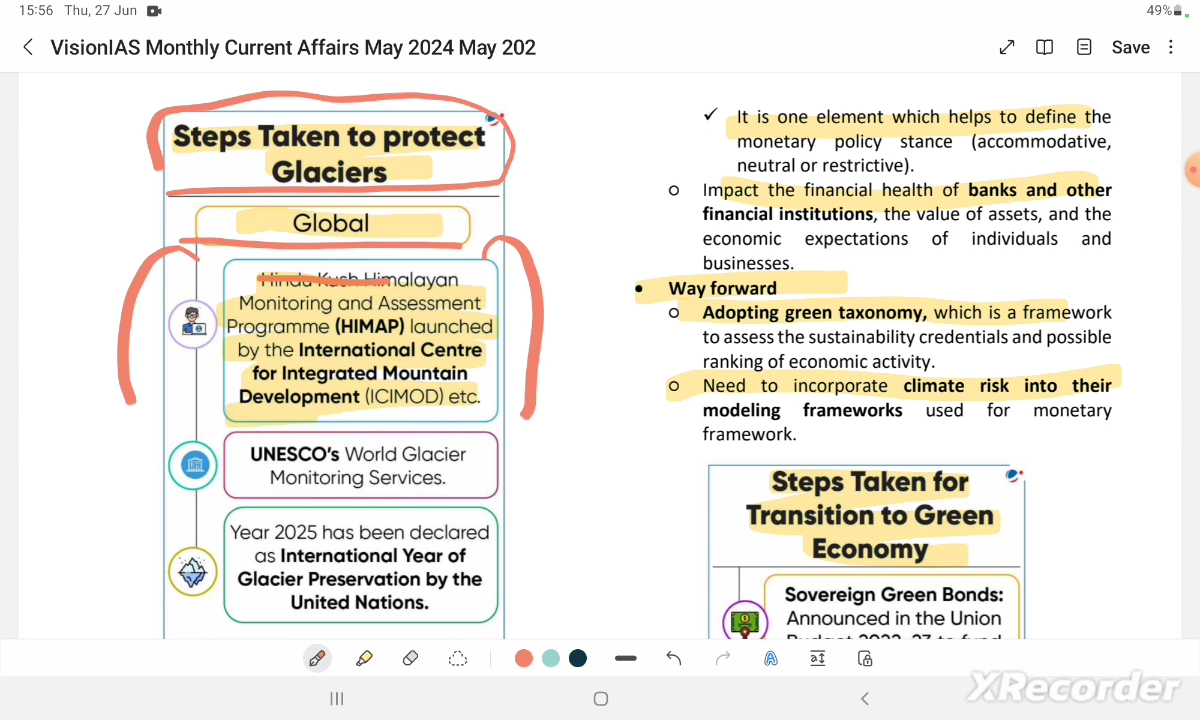 15:56 Thu, 27 Jun
49%
VisionIAS Monthly Current Affairs May 2024 May 202
Save
Steps Taken to protect
Glaciers
Global
Hindu Kush Himalayan
Monitoring and Assessment
Programme (HIMAP) launched
by the International Centre
for Integrated Mountain
Development (ICIMOD) etc.
UNESCO's World Glacier
Monitoring Services.
Year 2025 has been declared
as International Year of
Glacier Preservation by the
United Nations.
✓ It is one element which helps to define the
monetary policy stance (accommodative,
neutral or restrictive).
o Impact the financial health of banks and other
financial institutions, the value of assets, and the
economic expectations of individuals and
businesses.
• Way forward
o Adopting green taxonomy, which is a framework
to assess the sustainability credentials and possible
ranking of economic activity.
o Need to incorporate climate risk into their
modeling frameworks used for monetary
framework.
Steps Taken for
Transition to Green
Economy
Sovereign Green Bonds:
Announced in the Union
Budget 2022-23 to fund
XRecorder